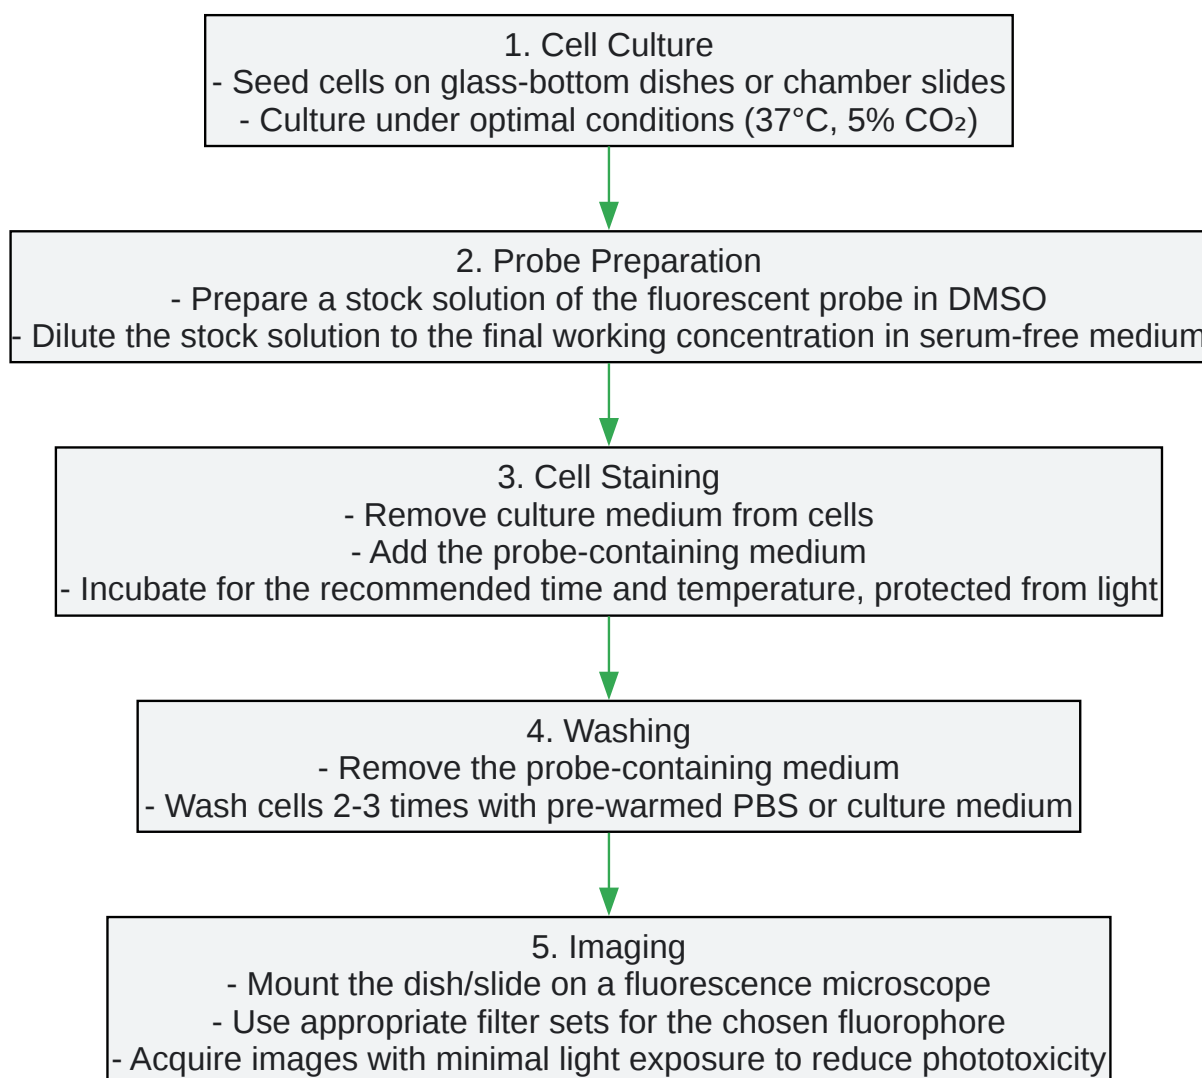 1. Cell Culture
- Seed cells on glass-bottom dishes or chamber slides
- Culture under optimal conditions (37°C, 5% CO₂)
2. Probe Preparation
- Prepare a stock solution of the fluorescent probe in DMSO
- Dilute the stock solution to the final working concentration in serum-free medium
3. Cell Staining
- Remove culture medium from cells
- Add the probe-containing medium
- Incubate for the recommended time and temperature, protected from light
4. Washing
- Remove the probe-containing medium
- Wash cells 2-3 times with pre-warmed PBS or culture medium
5. Imaging
- Mount the dish/slide on a fluorescence microscope
- Use appropriate filter sets for the chosen fluorophore
- Acquire images with minimal light exposure to reduce phototoxicity